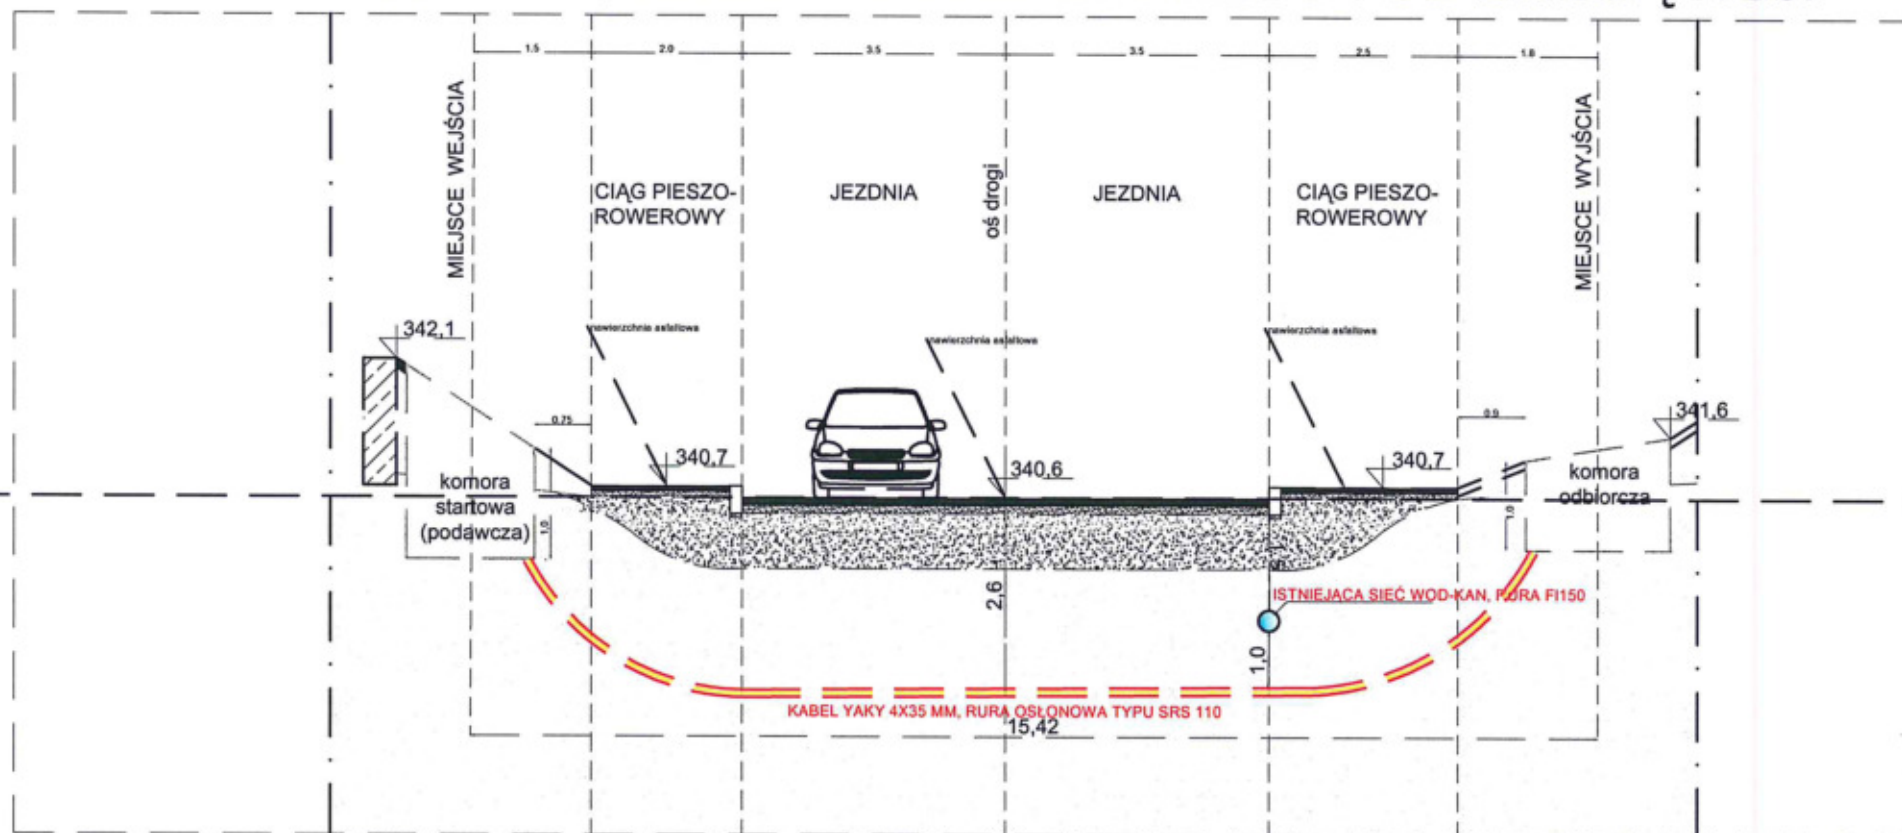 1.5
2.0
3.5
3.5
2.5
1.8
MIEJSCE WEJŚCIA
CIĄG PIESZO-
ROWEROWY
JEZDNIA
oś drogi
JEZDNIA
CIĄG PIESZO-
ROWEROWY
MIEJSCE WYJŚCIA
342,1
nawierzchnia asfaltowa
nawierzchnia asfaltowa
nawierzchnia asfaltowa
0.75
0.9
341,6
340,7
340,6
340,7
komora
startowa
(podawcza)
1.0
komora
odbiorcza
1.0
2,6
ISTNIEJĄCA SIEĆ WOD-KAN, RURA FI150
1,0
KABEL YAKY 4X35 MM, RURA OSŁONOWA TYPU SRS 110
15,42